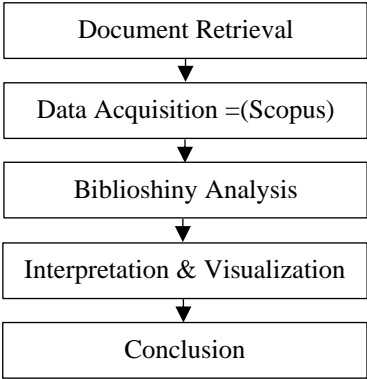 Document Retrieval
Data Acquisition =(Scopus)
Biblioshiny Analysis
Interpretation & Visualization
Conclusion